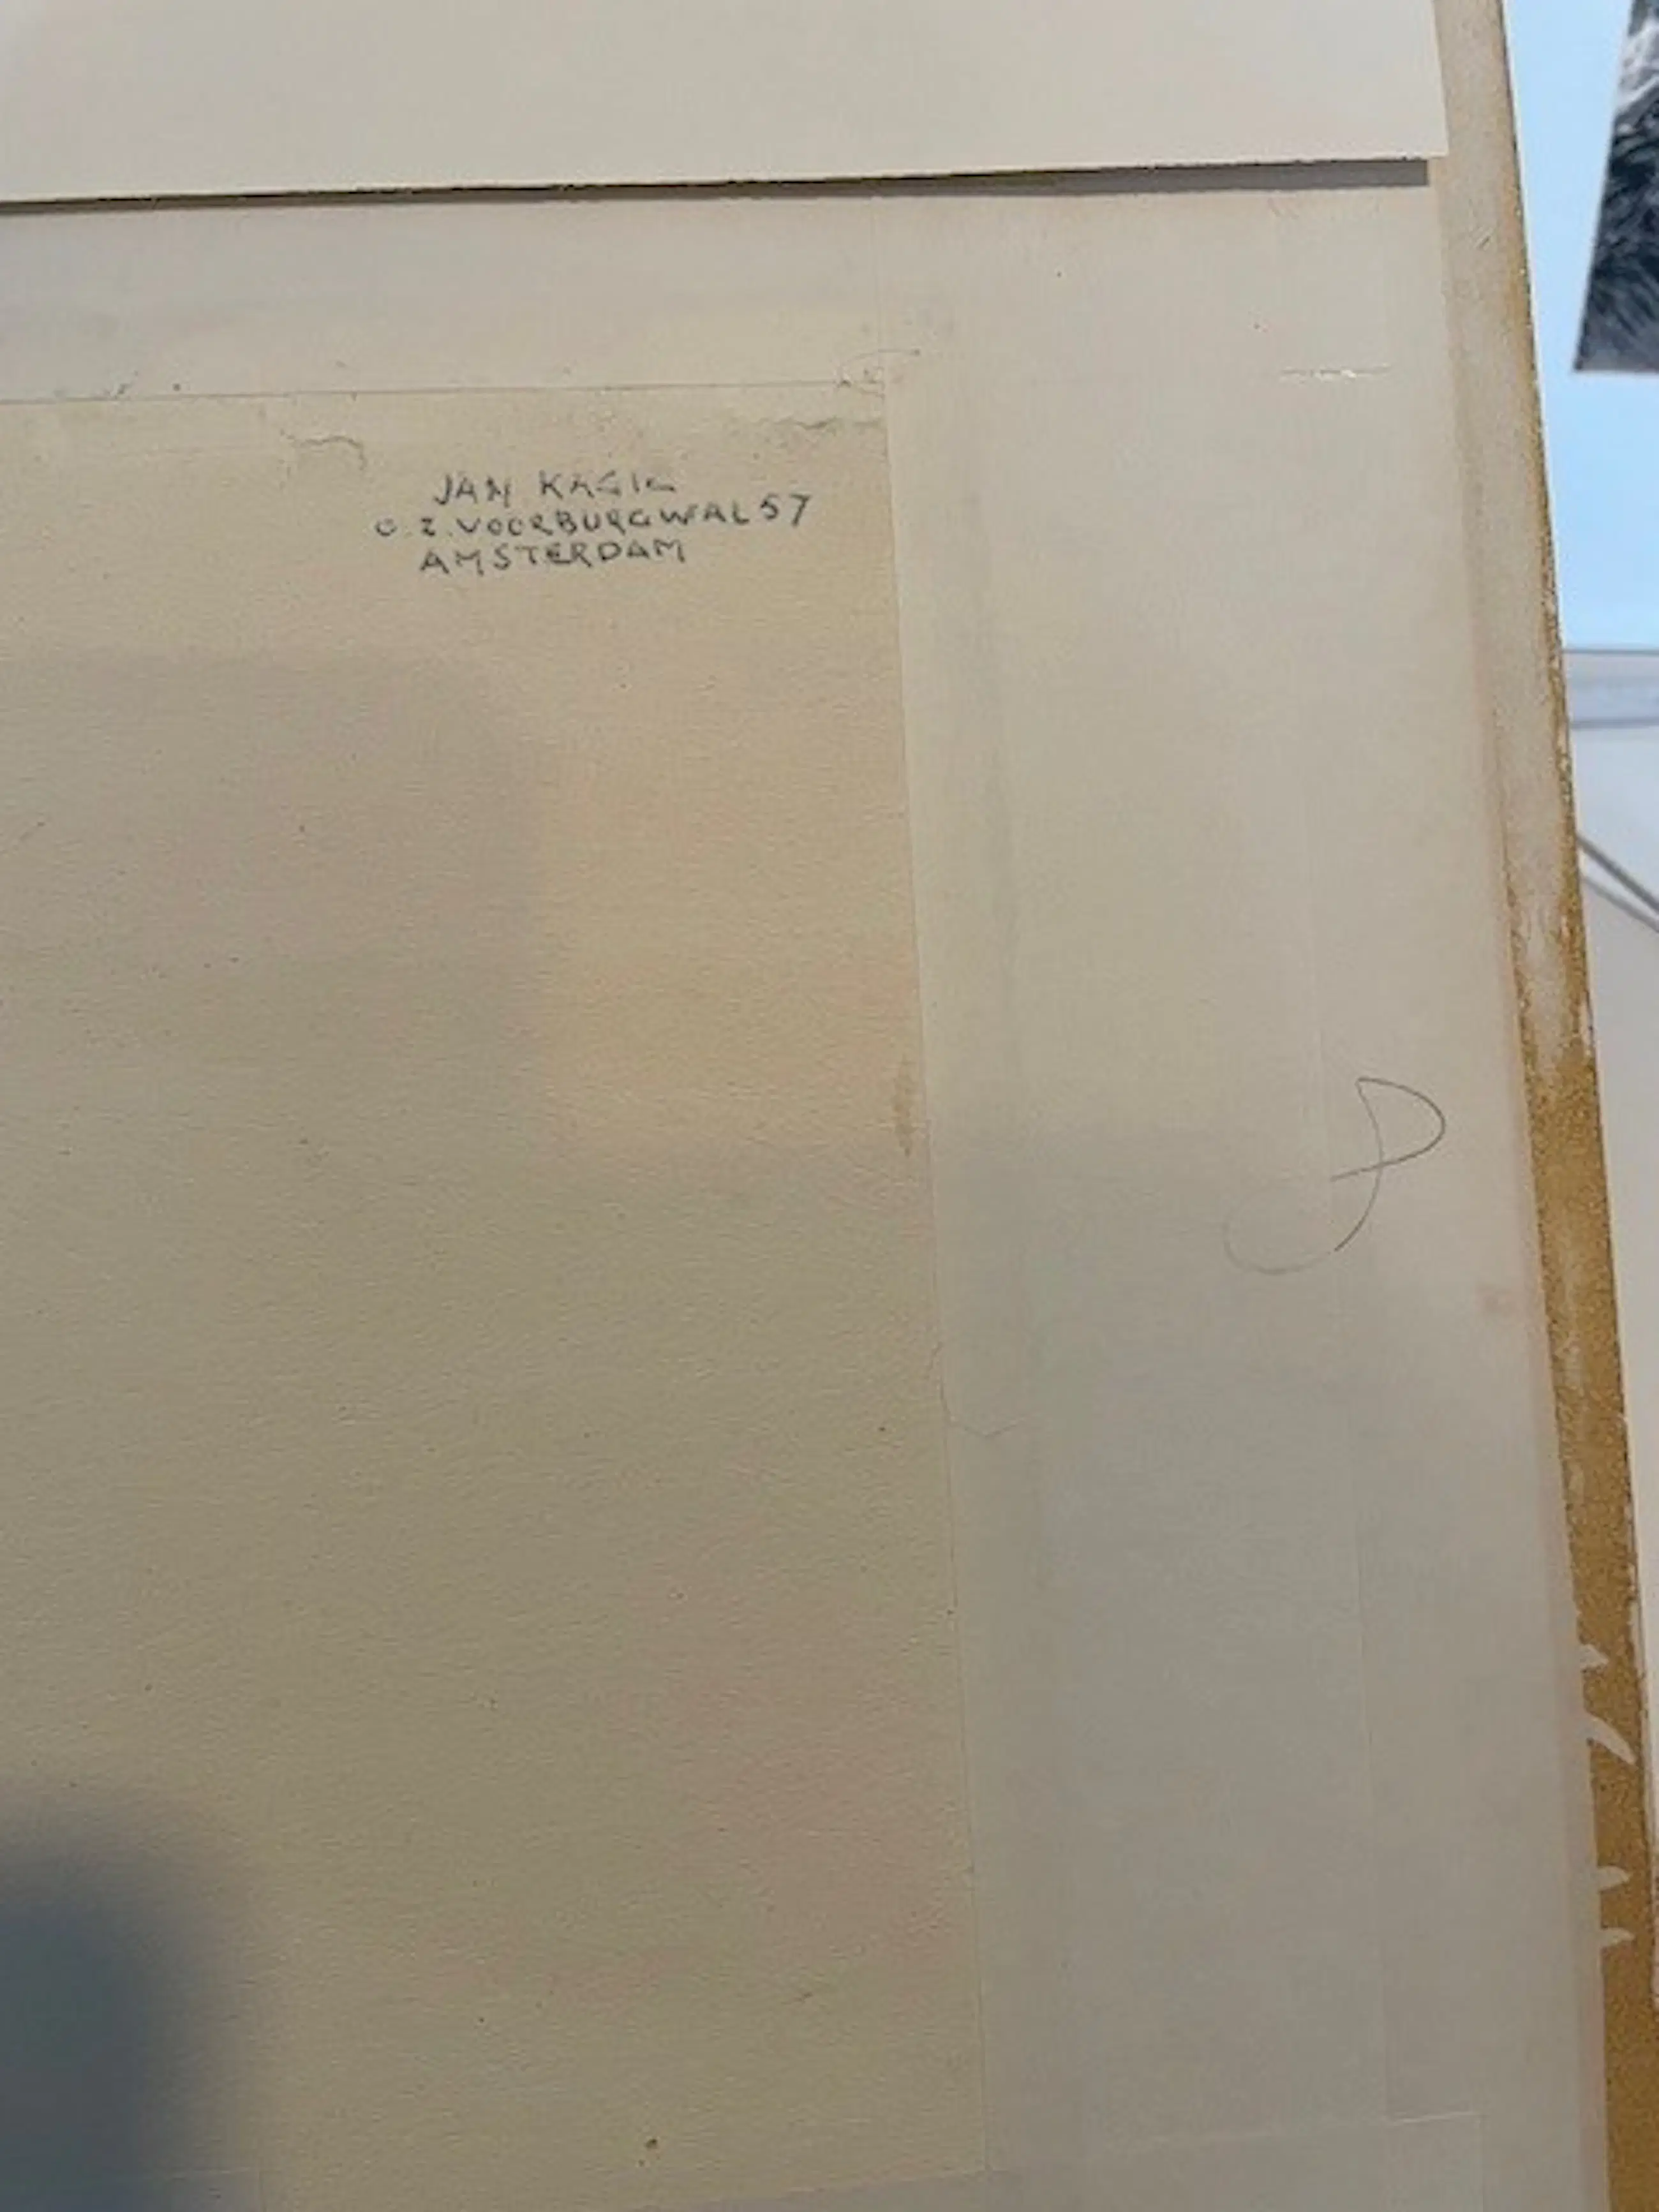 JAN KAGIE
O.Z. VOORBURGWAL 57
AMSTERDAM